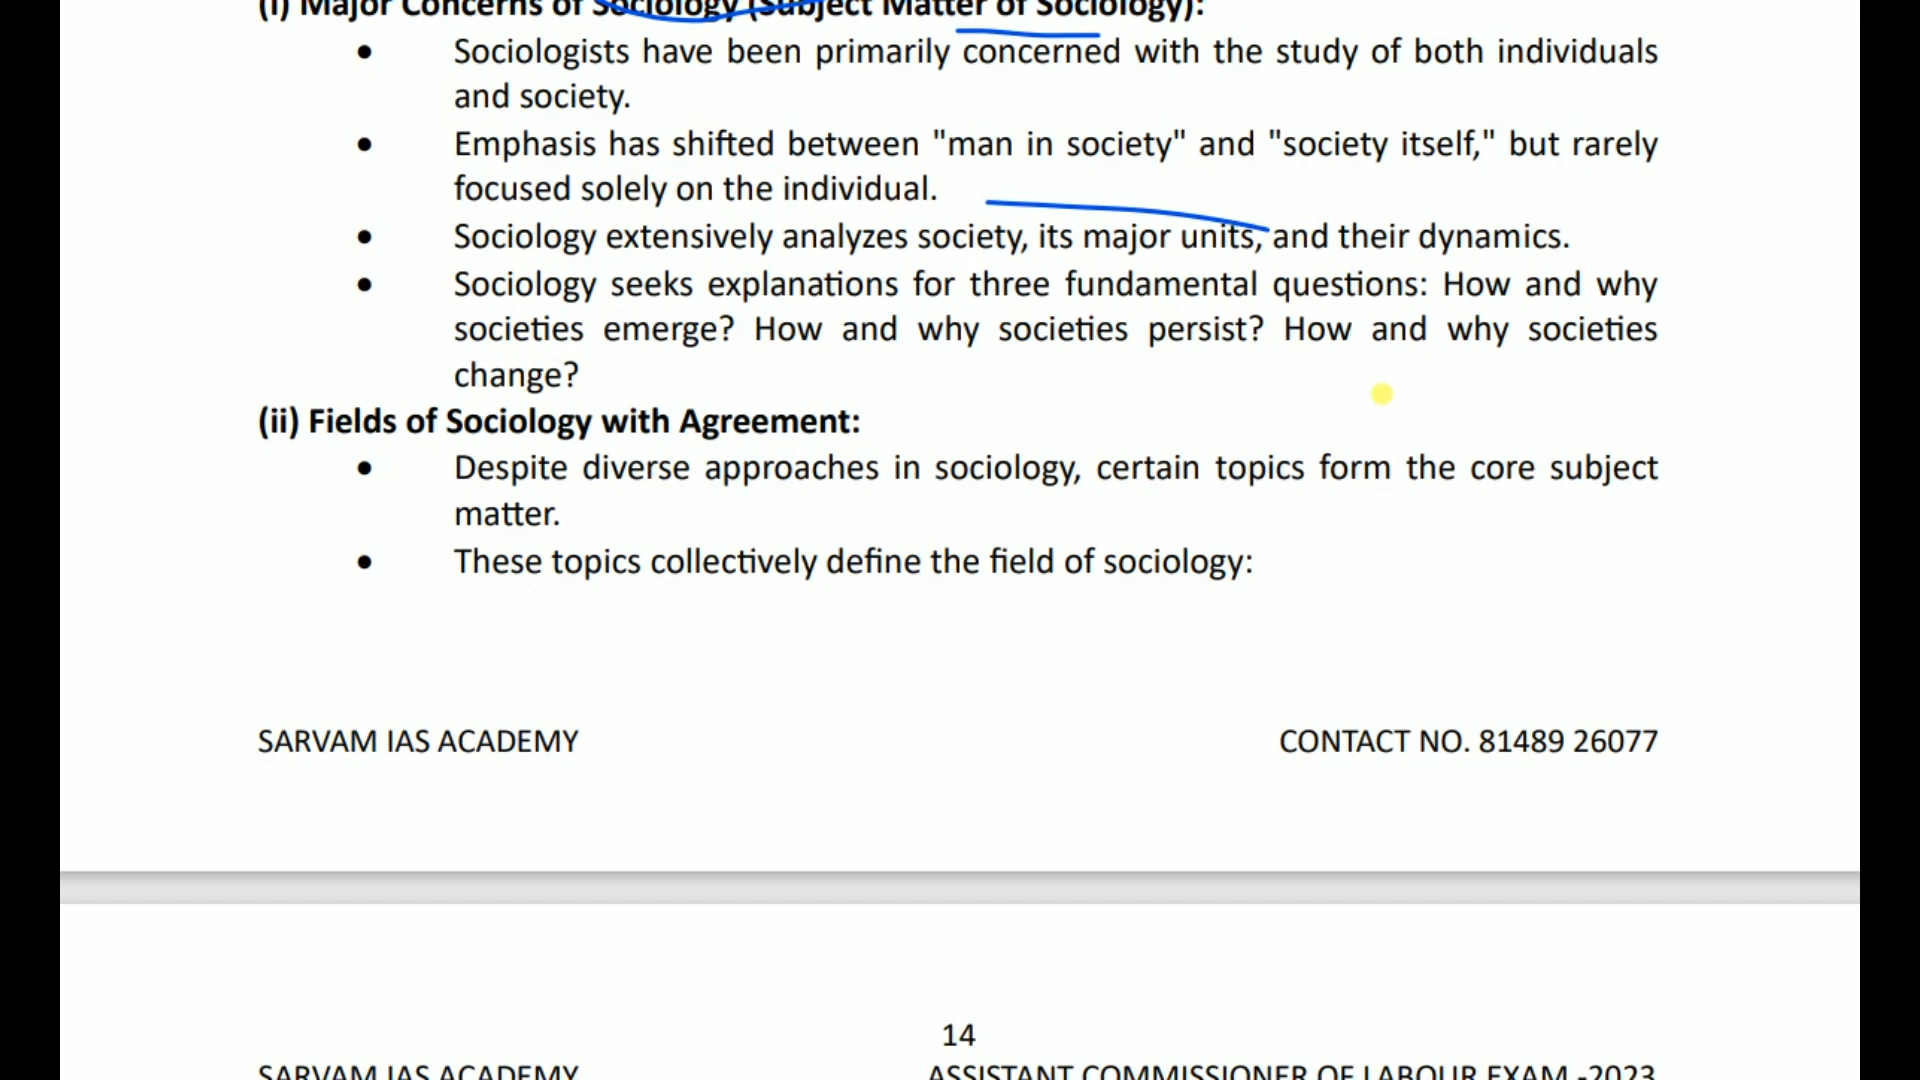 (i) Major Concerns of Sociology (Subject Matter of Sociology):
• Sociologists have been primarily concerned with the study of both individuals
and society.
• Emphasis has shifted between "man in society" and "society itself," but rarely
focused solely on the individual.
• Sociology extensively analyzes society, its major units, and their dynamics.
• Sociology seeks explanations for three fundamental questions: How and why
societies emerge? How and why societies persist? How and why societies
change?
(ii) Fields of Sociology with Agreement:
• Despite diverse approaches in sociology, certain topics form the core subject
matter.
• These topics collectively define the field of sociology:
SARVAM IAS ACADEMY CONTACT NO. 81489 26077
14
SARVAM IAS ACADEMY ASSISTANT COMMISSIONER OF LABOUR EXAM -2023